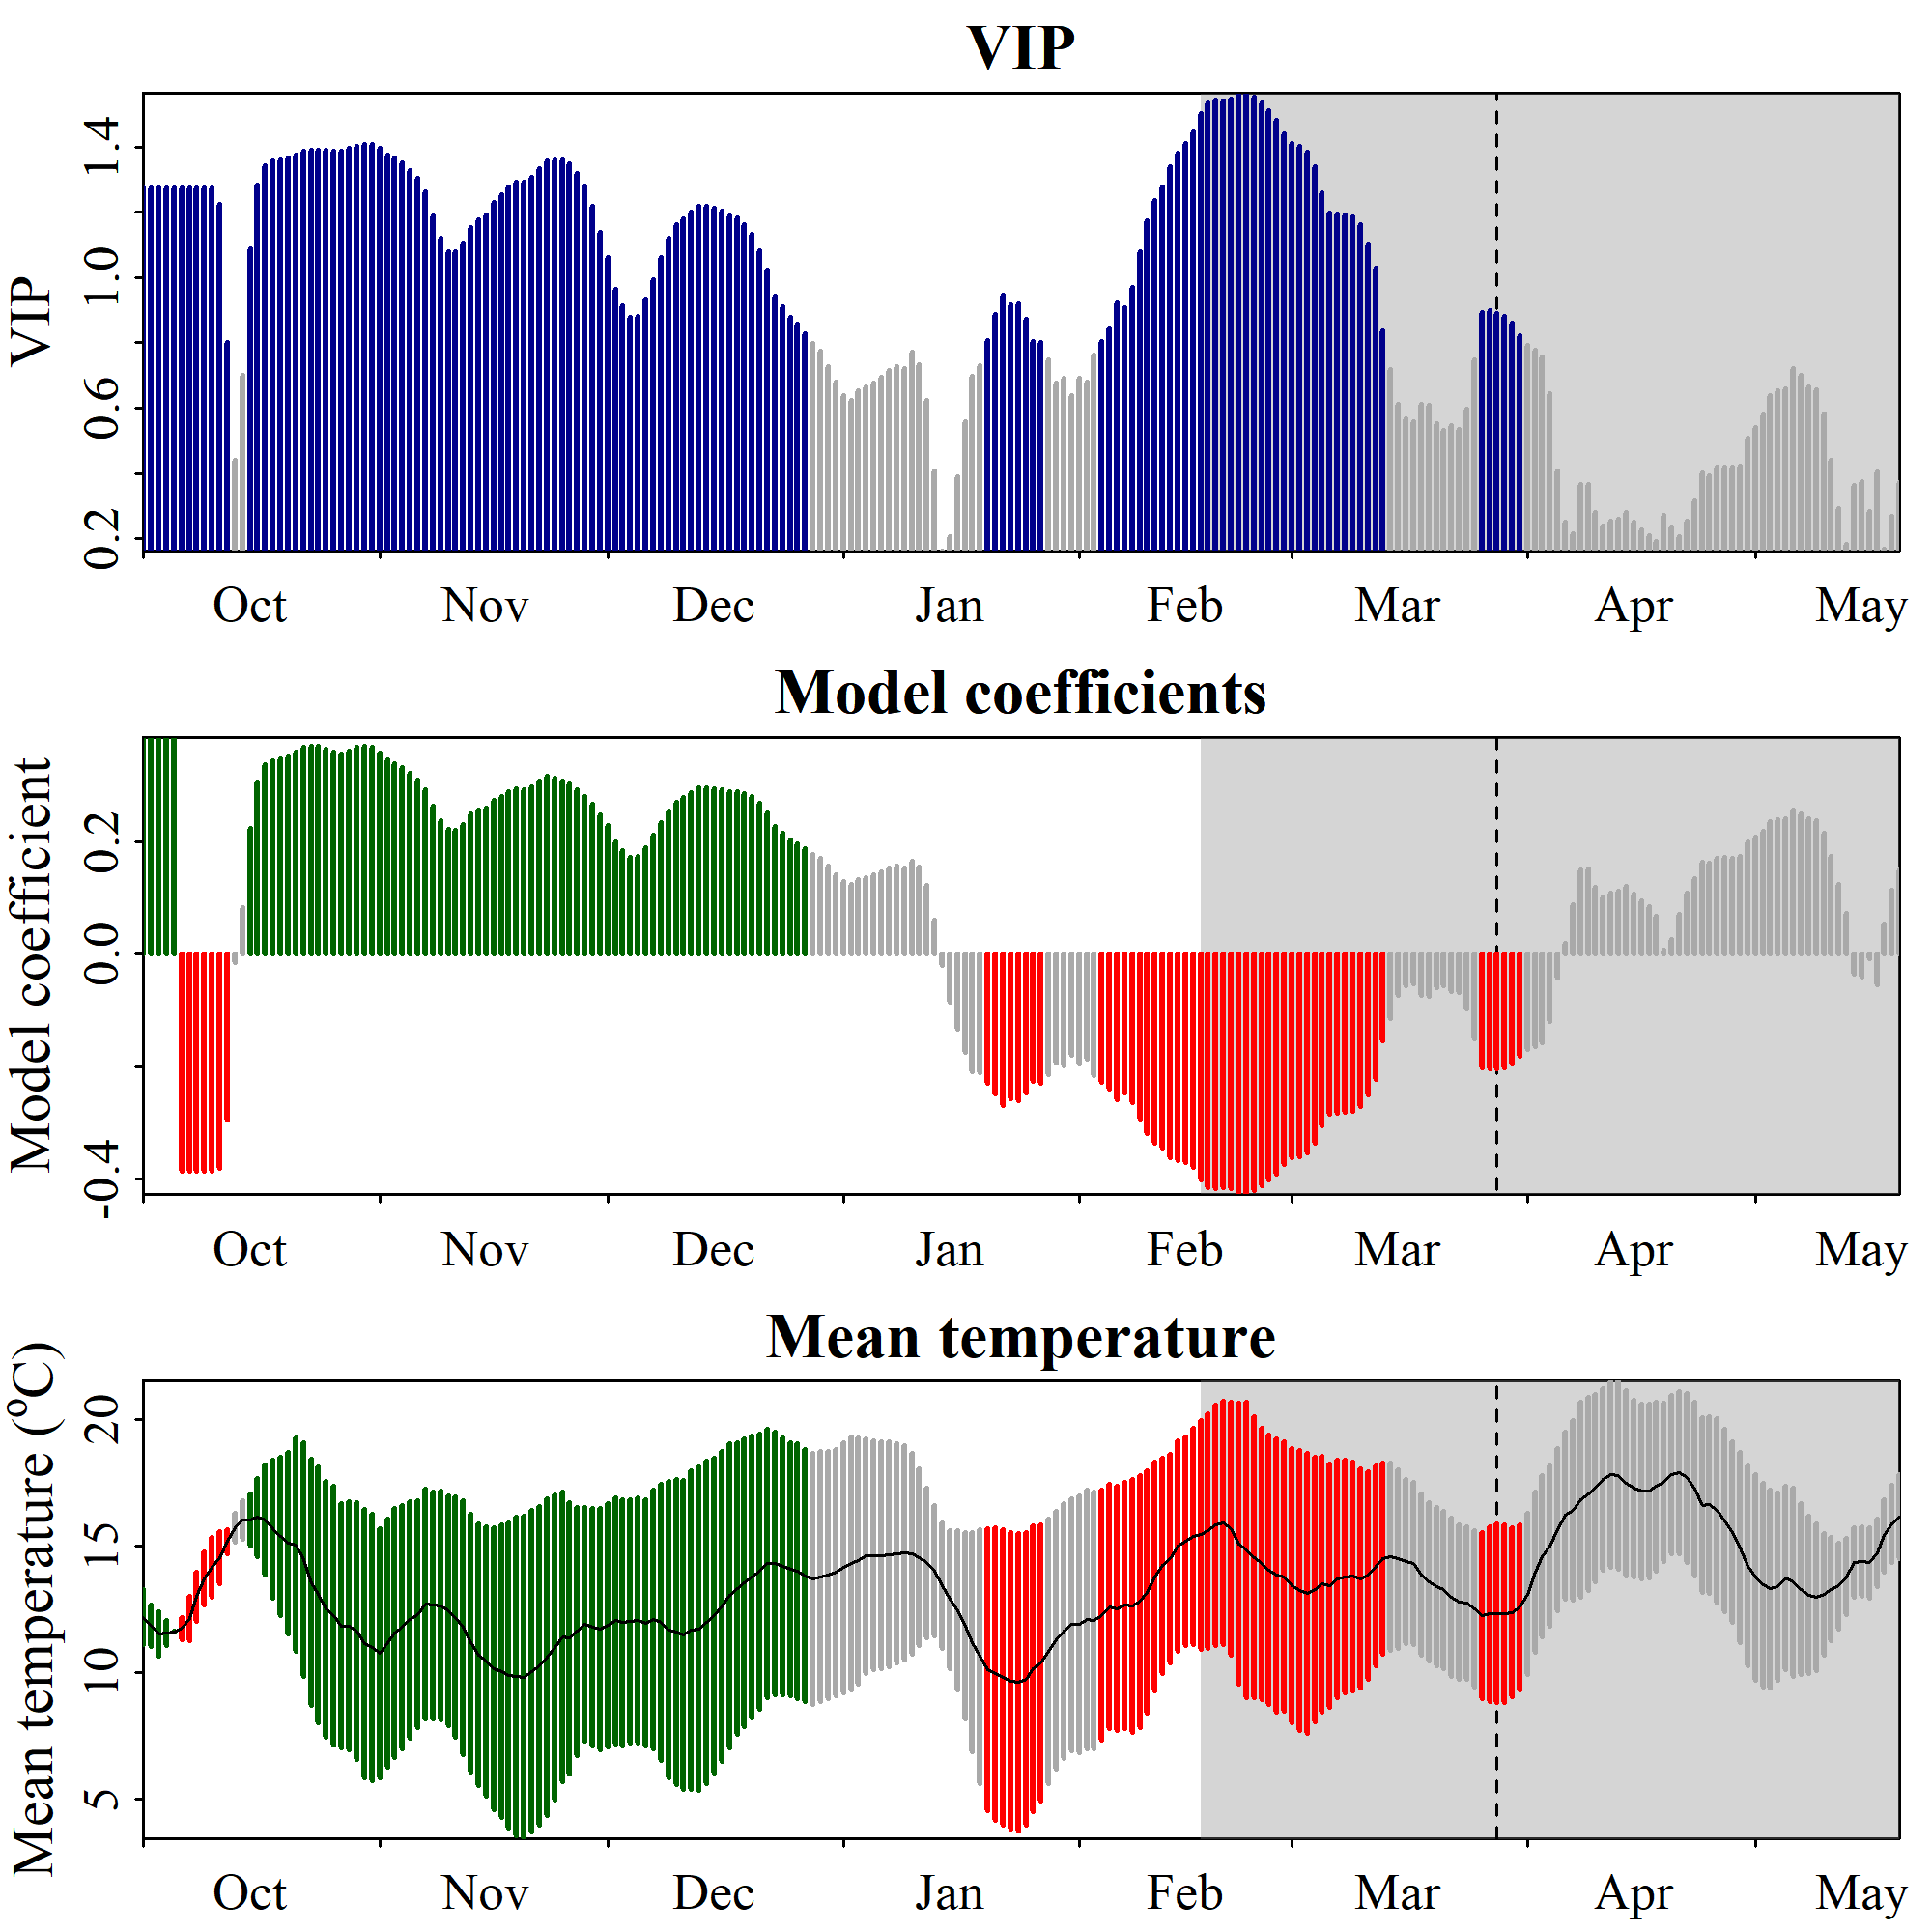 VIP
VIP
1.4
1.0
0.6
0.2
Oct Nov Dec Jan Feb Mar Apr May
Model coefficients
Model coefficient
0.2
0.0
-0.4
Oct Nov Dec Jan Feb Mar Apr May
Mean temperature
Mean temperature (°C)
20
15
10
5
Oct Nov Dec Jan Feb Mar Apr May